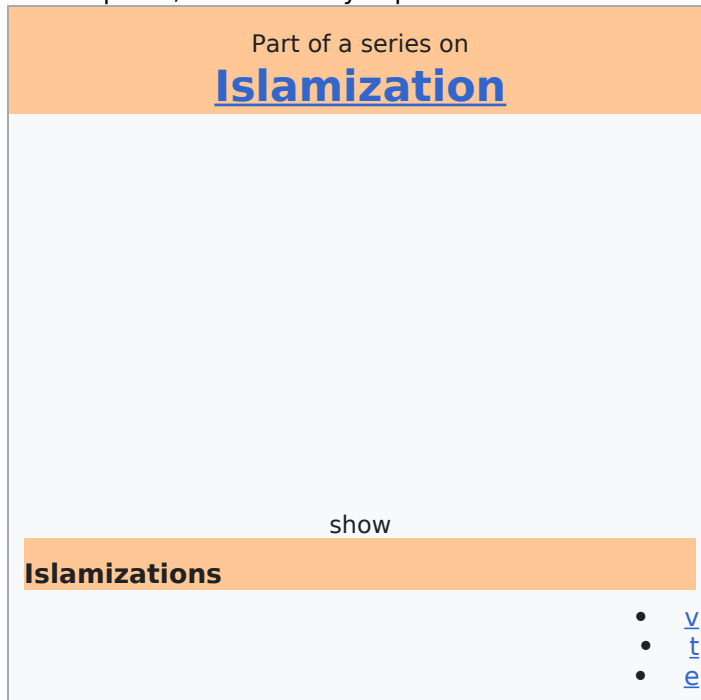 Part of a series on
Islamization
show
Islamizations
• v
• t
• e